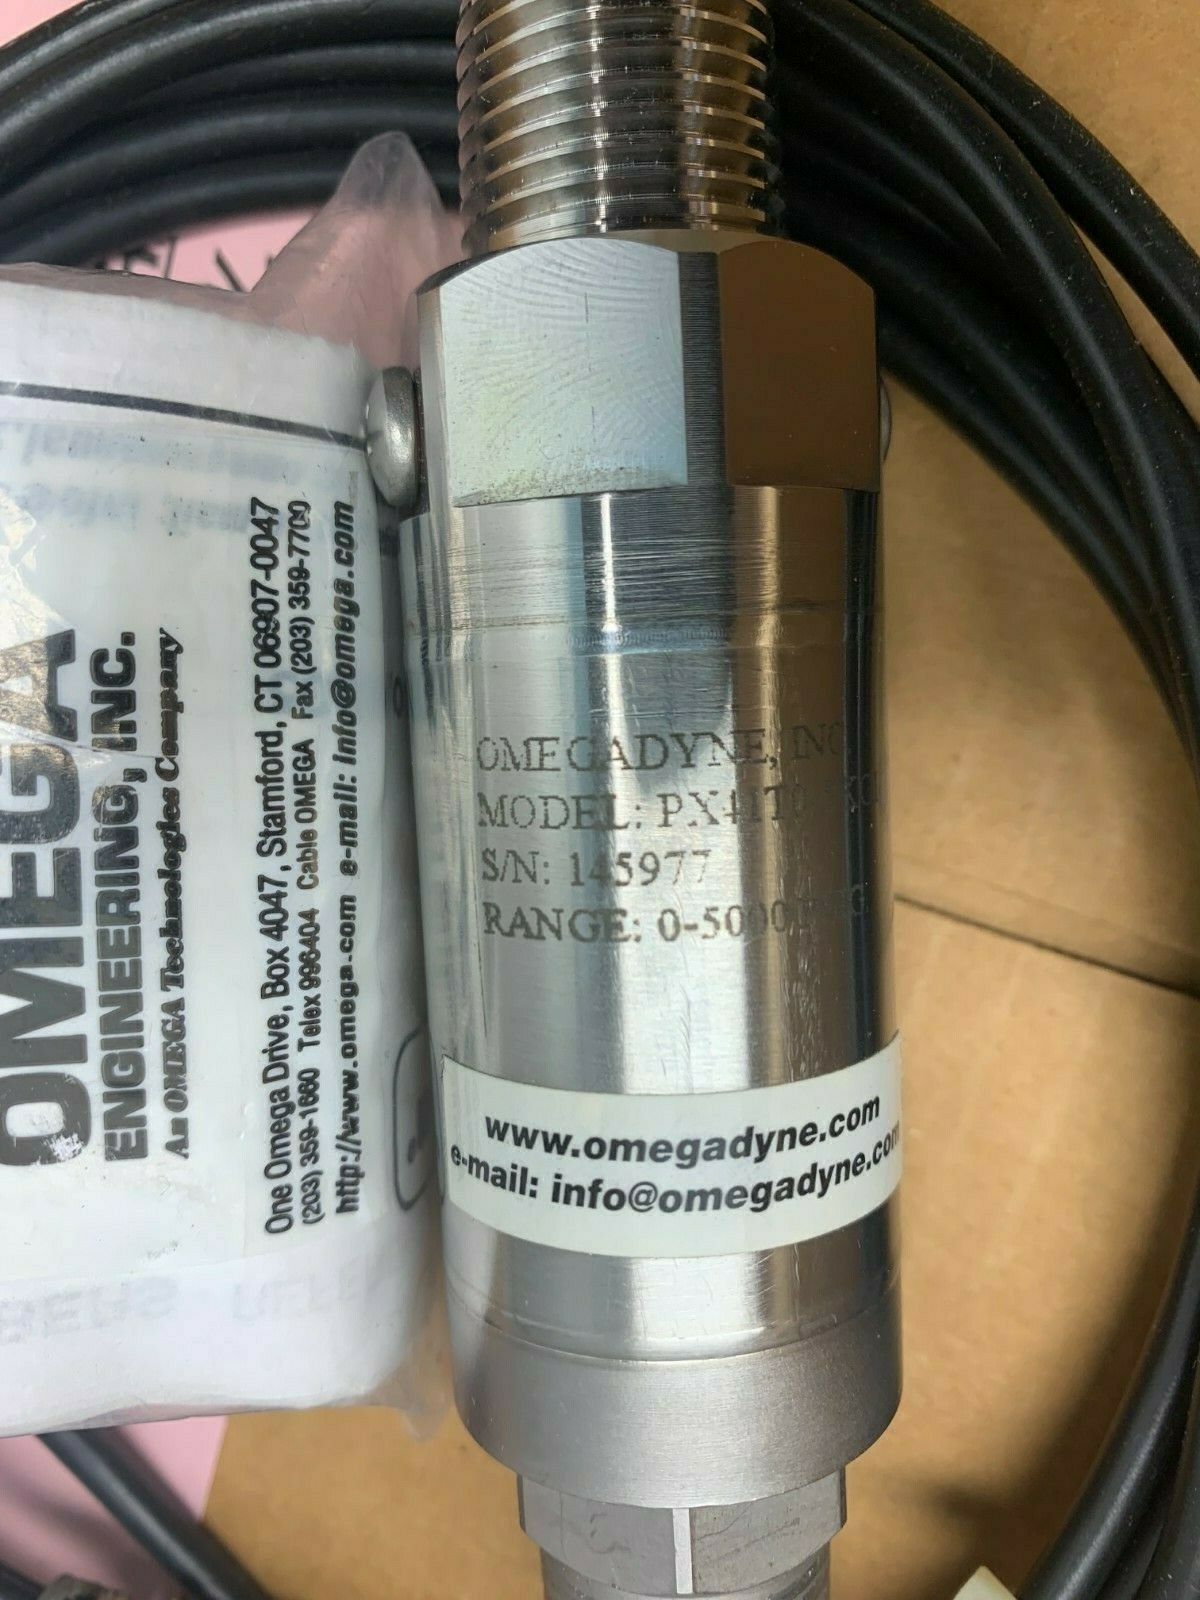 OMEGADYNE, INC
MODEL:
S/N: 145977
RANGE:
www.omegadyne.com
e-mail: info@omegadyne.com
OMEGA
ENGINEERING, INC.
An OMEGA Technologies Company
One Omega Drive, Box 4047, Stamford, CT 06907-0047
(203) 359-1660 Telex 996404 Cable OMEGA Fax (203) 359-7700
http://www.omega.com e-mail: info@omega.com